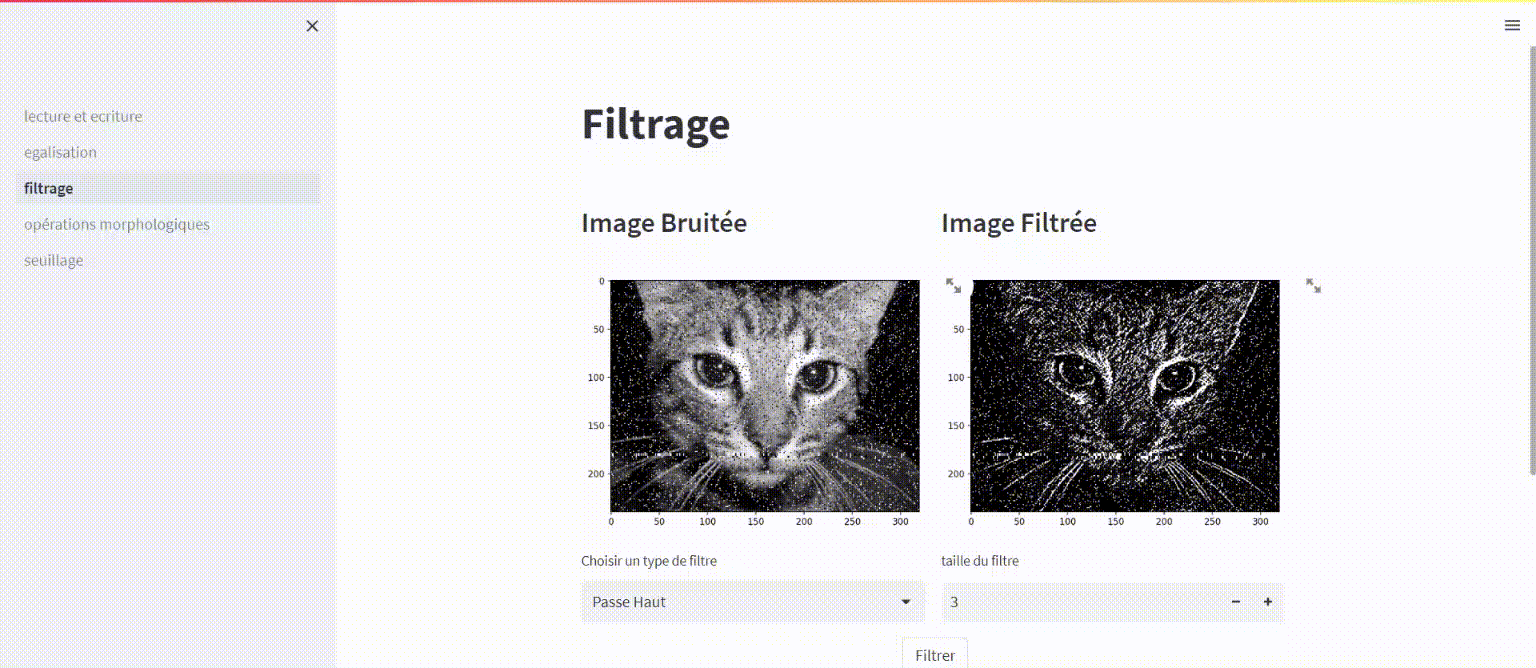 lecture et ecriture
egalisation
filtrage
opérations morphologiques
seuillage
Filtrage
Image Bruitée
Image Filtrée
0
50
100
150
200
0 50 100 150 200 250 300
50
100
150
200
0 50 100 150 200 250 300
Choisir un type de filtre
taille du filtre
Passe Haut
3
Filtrer